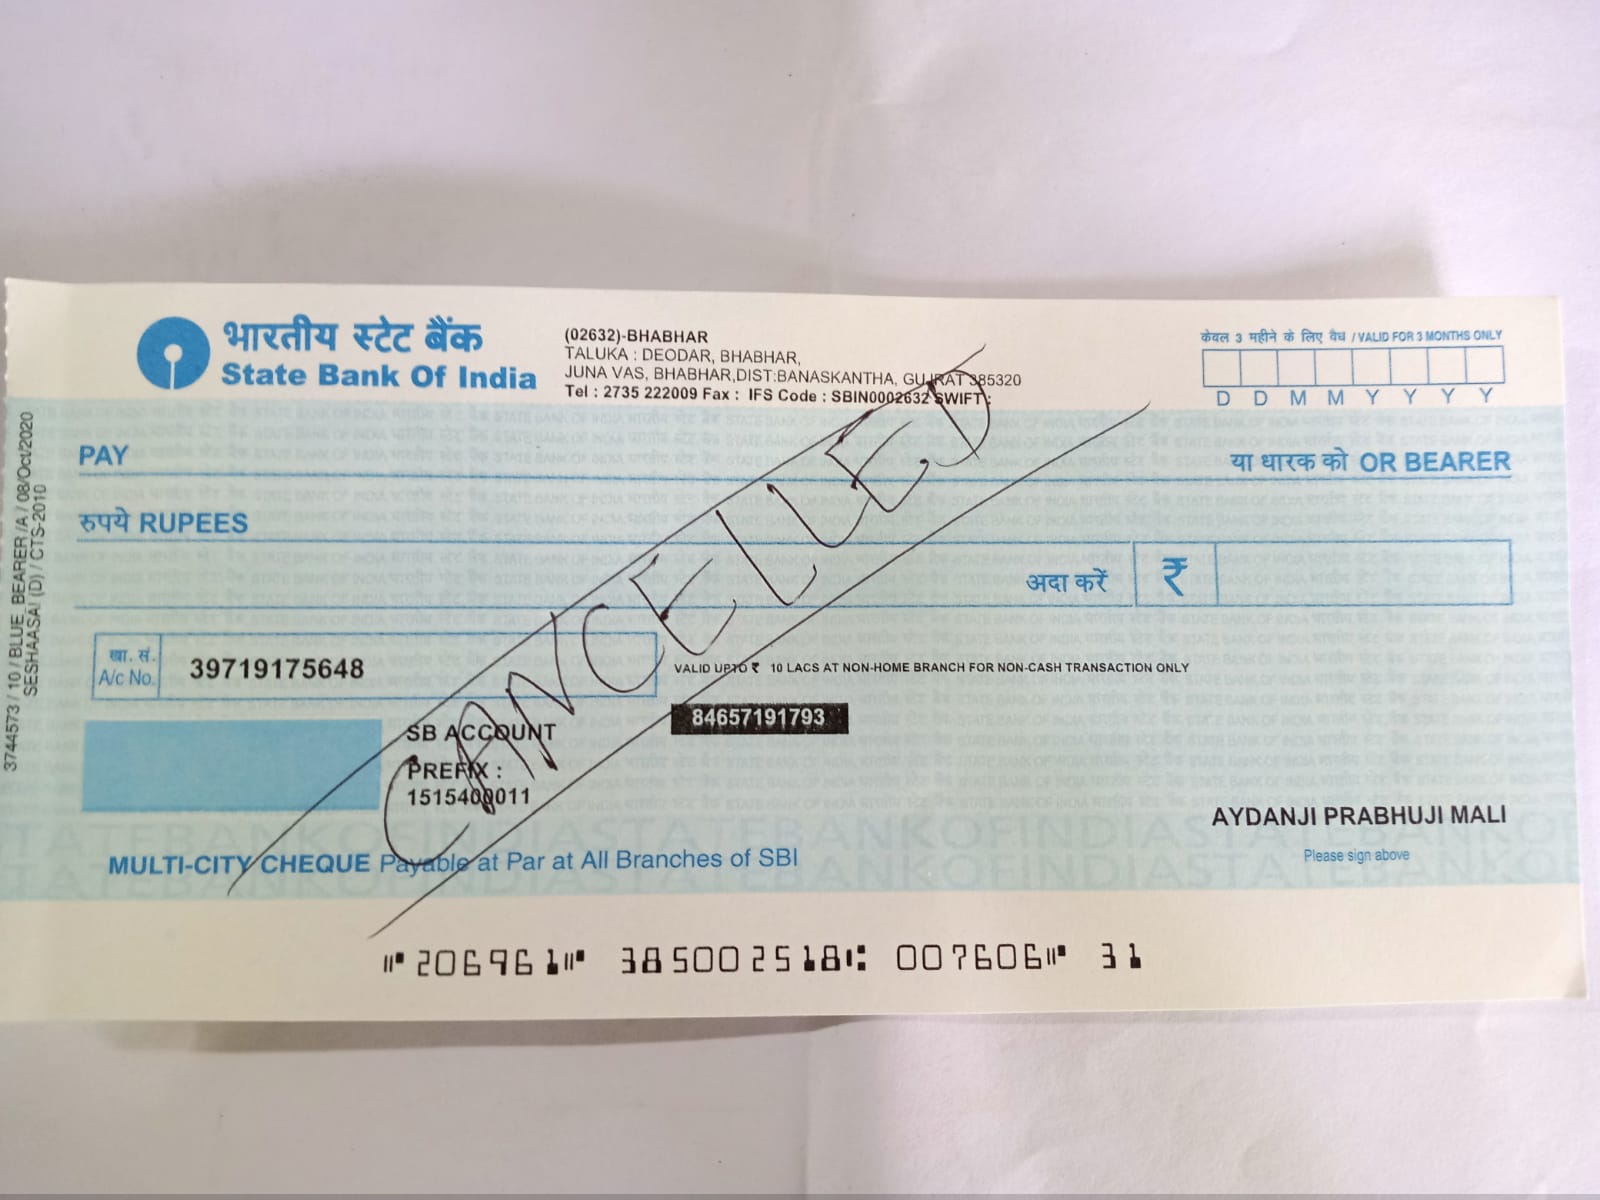 भारतीय स्टेट बैंक
State Bank Of India
(02632)-BHABHAR
TALUKA : DEODAR, BHABHAR,
JUNA VAS, BHABHAR,DIST:BANASKANTHA, GUJRAT 385320
Tel : 2735 222009 Fax : IFS Code : SBIN0002632 SWIFT :
केवल 3 महीने के लिए वैध / VALID FOR 3 MONTHS ONLY
D D M M Y Y Y Y
PAY
या धारक को OR BEARER
रुपये RUPEES
अदा करें ₹
खा. सं.
A/c No.
39719175648
VALID UPTO ₹ 10 LACS AT NON-HOME BRANCH FOR NON-CASH TRANSACTION ONLY
84657191793
SB ACCOUNT
PREFIX :
1515400011
CANCELLED
AYDANJI PRABHUJI MALI
Please sign above
MULTI-CITY CHEQUE Payable at Par at All Branches of SBI
⑈206961⑈ 385002518⑆ 007606⑈ 31
3744573 / 10 / BLUE_BEARER /A / 08/Oct/2020
SESHAASAI (D) / CTS-2010